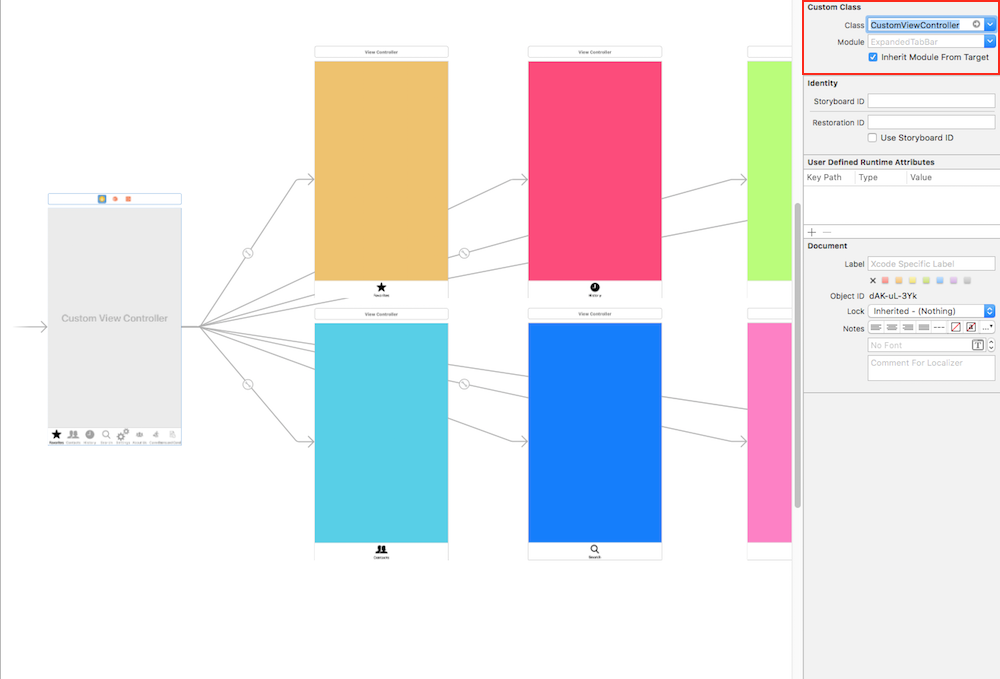 Custom Class
Class CustomViewController
Module ExpandedTabBar
Inherit Module From Target
Identity
Storyboard ID
Restoration ID
Use Storyboard ID
User Defined Runtime Attributes
Key Path Type Value
Document
Label Xcode Specific Label
Object ID dAK-uL-3Yk
Lock Inherited - (Nothing)
Notes
No Font
Comment For Localizer
View Controller
View Controller
Custom View Controller
Favorites
History
View Controller
View Controller
Contacts
Search